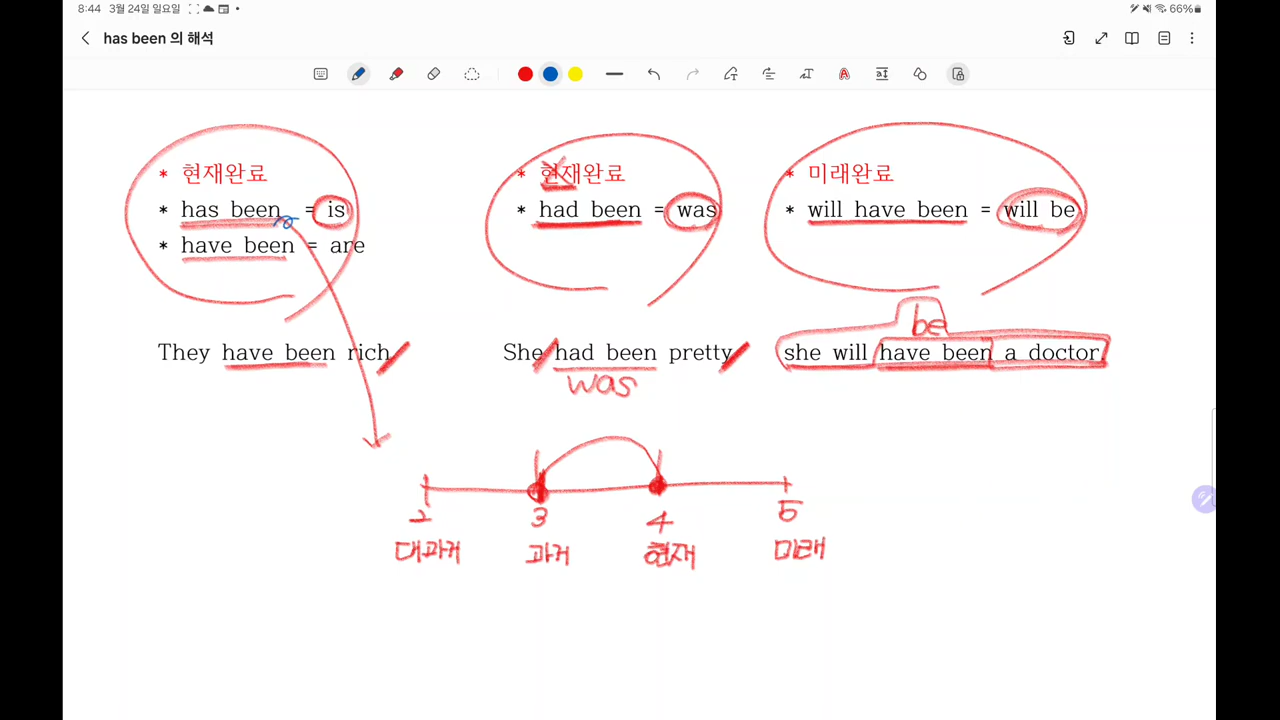 8:44 3월 24일 일요일
66%
has been 의 해석
* 현재완료
* has been = is
* have been = are
* 현재완료
* had been = was
* 미래완료
* will have been = will be
They have been rich
She had been pretty
was
be
she will have been a doctor
2 3 4 5
대과거 과거 현재 미래